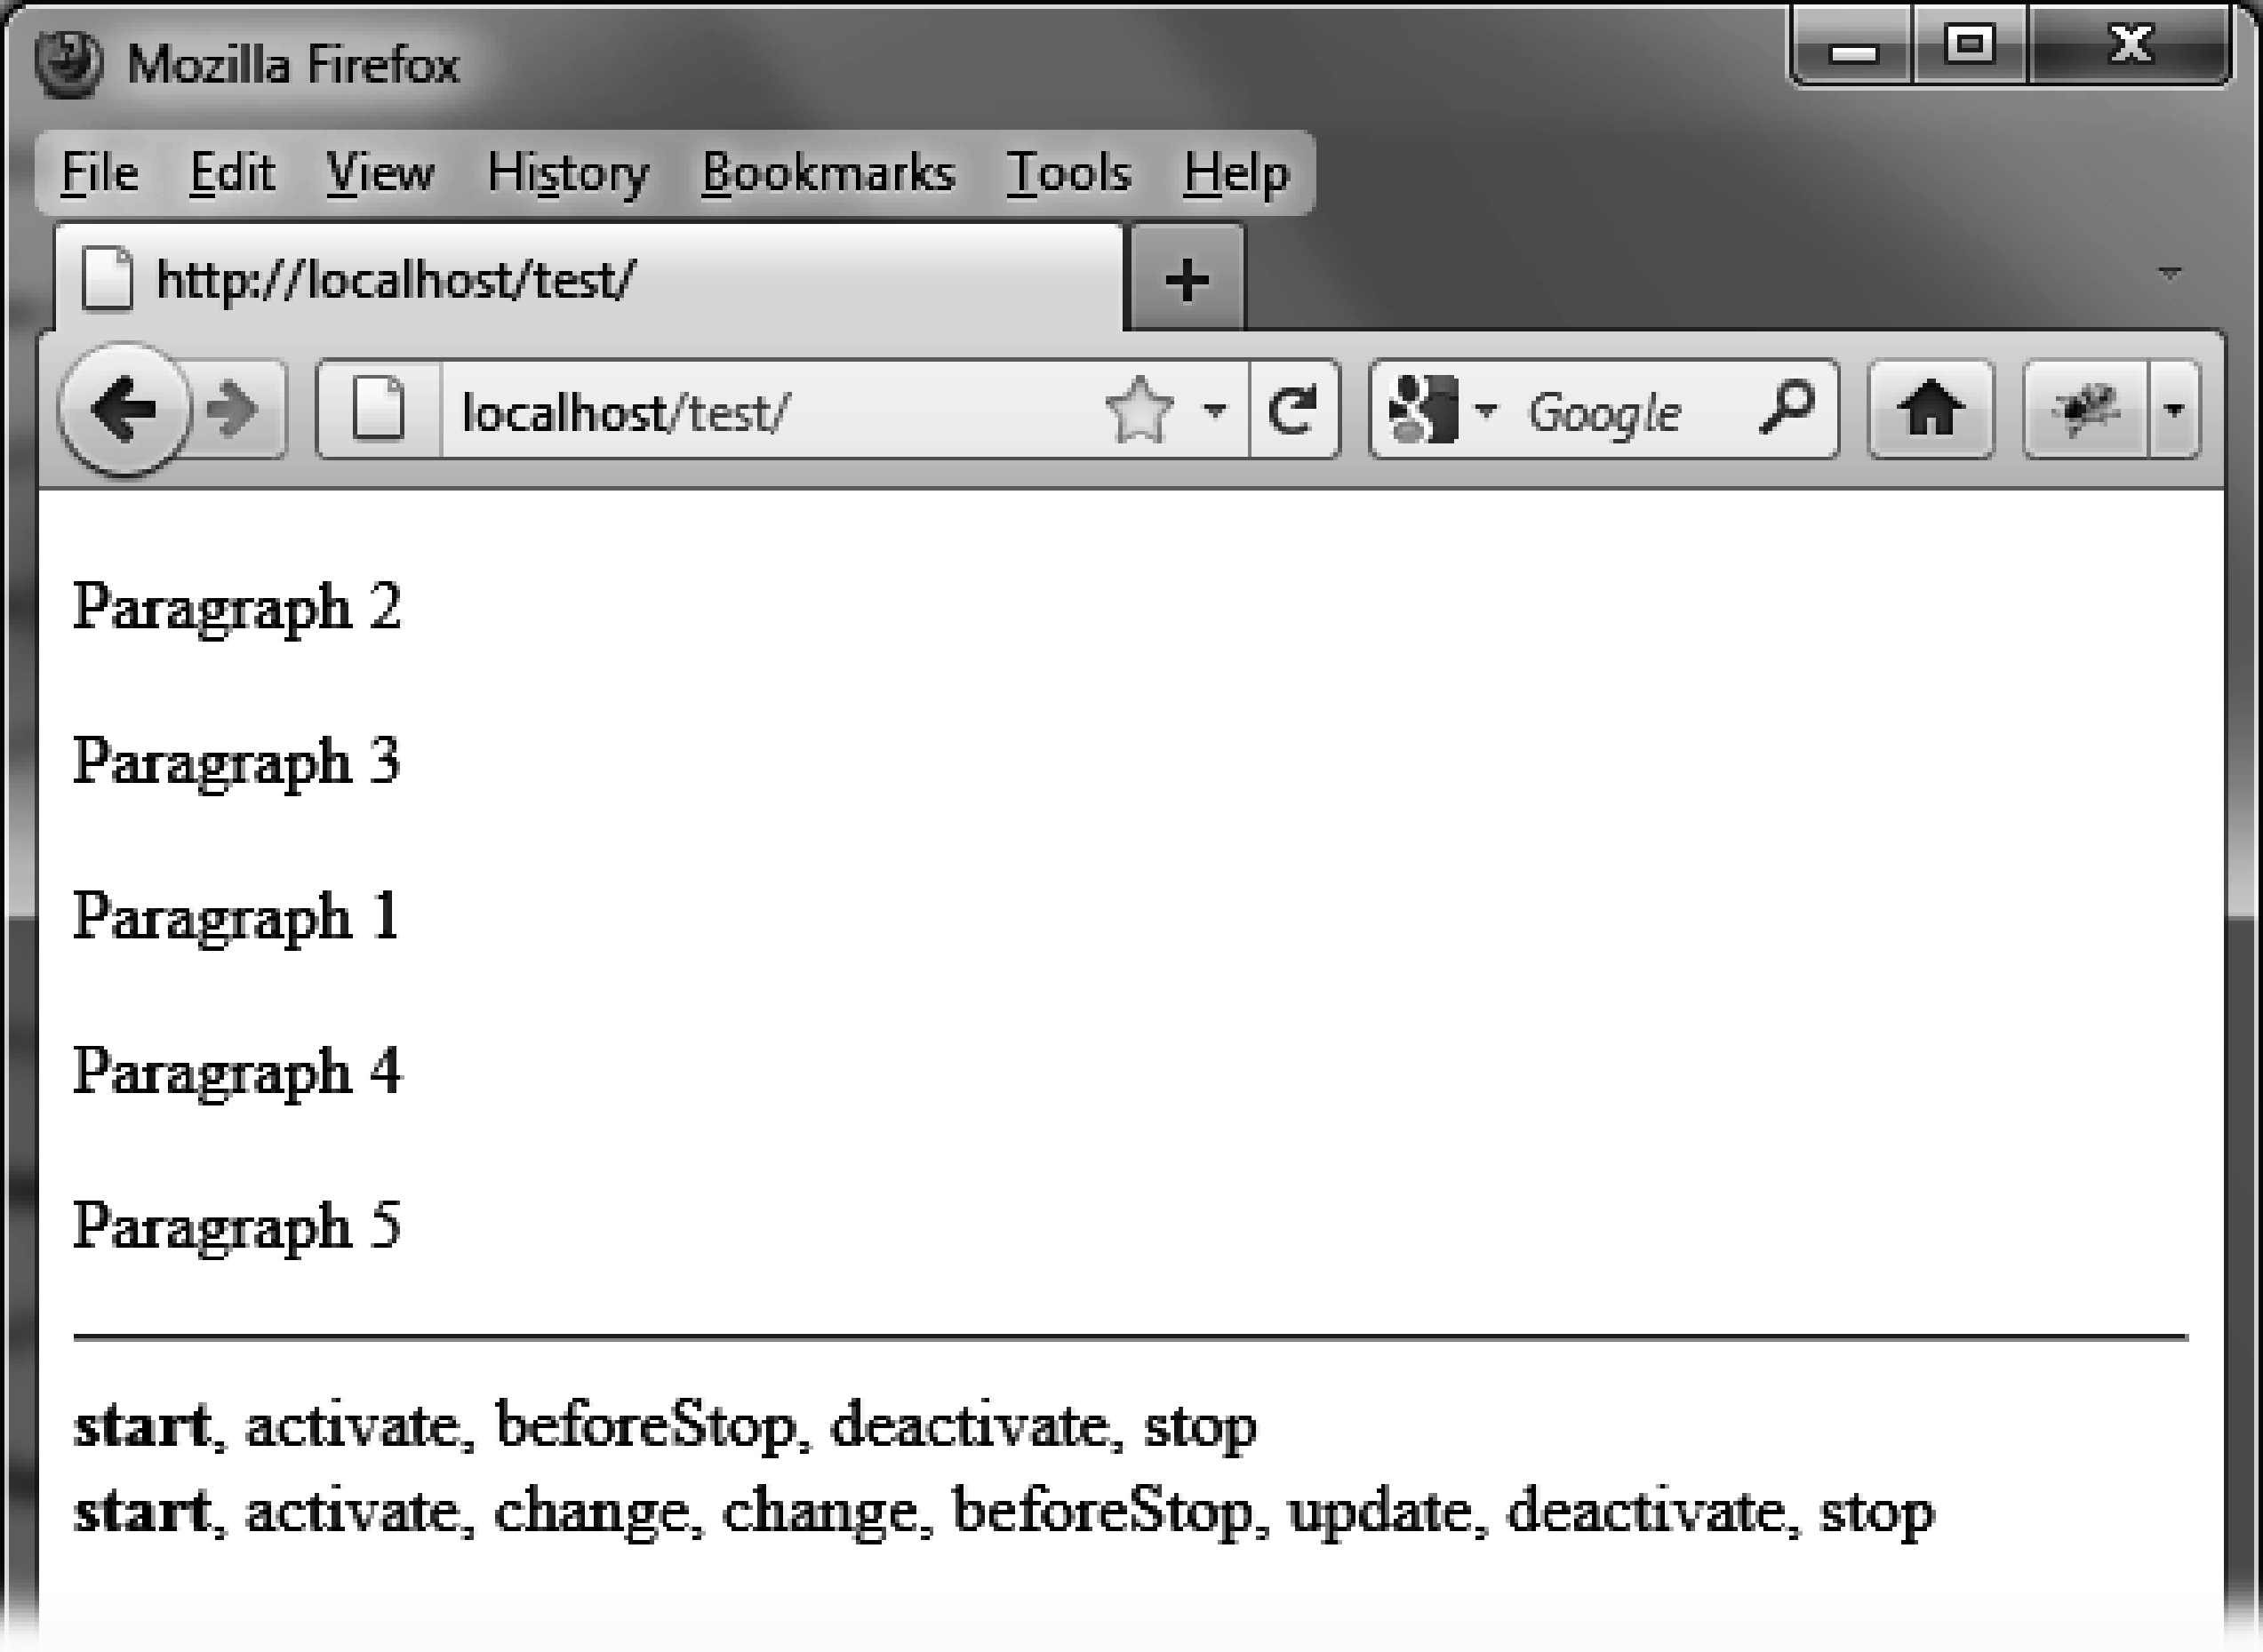 Mozilla Firefox
File Edit View History Bookmarks Tools Help
http://localhost/test/
localhost/test/ Google
Paragraph 2
Paragraph 3
Paragraph 1
Paragraph 4
Paragraph 5
start, activate, beforeStop, deactivate, stop
start, activate, change, change, beforeStop, update, deactivate, stop